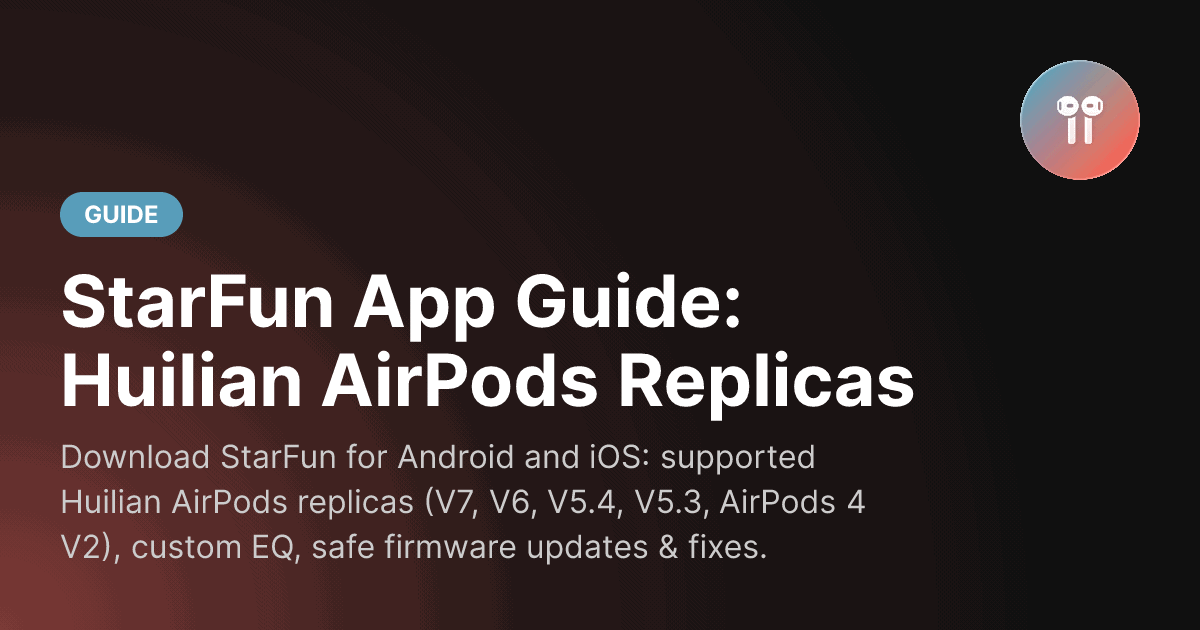 GUIDE
StarFun App Guide:
Huilian AirPods Replicas
Download StarFun for Android and iOS: supported
Huilian AirPods replicas (V7, V6, V5.4, V5.3, AirPods 4
V2), custom EQ, safe firmware updates & fixes.